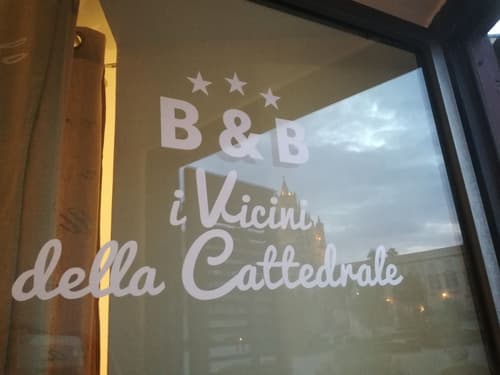 B & B
i Vicini
della Cattedrale